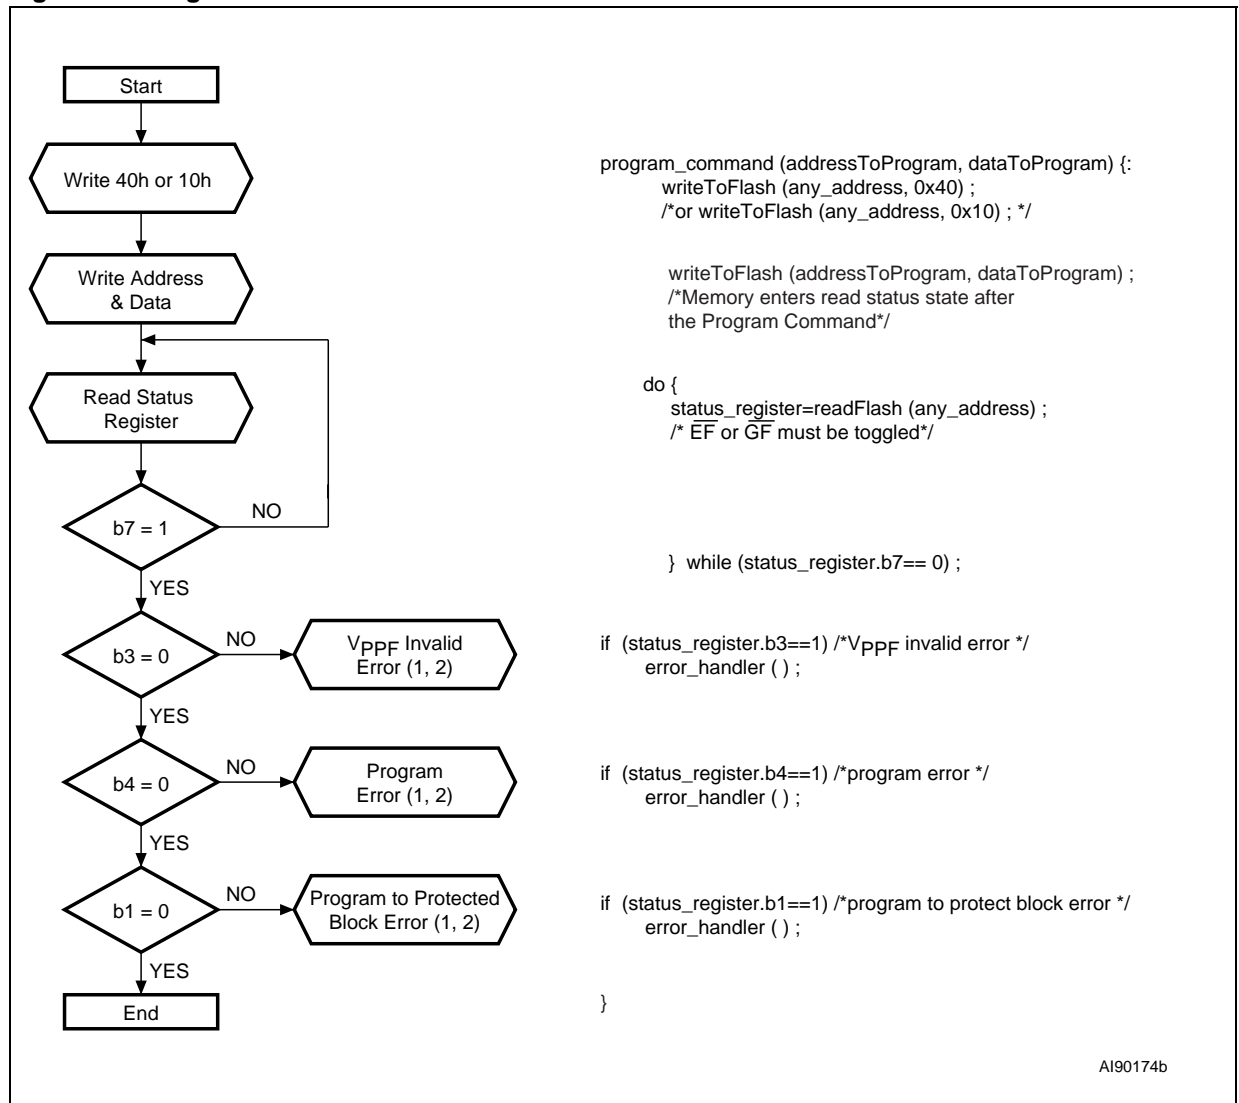 Start
Write 40h or 10h
Write Address
& Data
Read Status
Register
b7 = 1
NO
YES
b3 = 0
NO
VPPF Invalid
Error (1, 2)
YES
b4 = 0
NO
Program
Error (1, 2)
YES
b1 = 0
NO
Program to Protected
Block Error (1, 2)
YES
End
program_command (addressToProgram, dataToProgram) {:
writeToFlash (any_address, 0x40) ;
/*or writeToFlash (any_address, 0x10) ; */
writeToFlash (addressToProgram, dataToProgram) ;
/*Memory enters read status state after
the Program Command*/
do {
status_register=readFlash (any_address) ;
/* E̅F̅ or G̅F̅ must be toggled*/
} while (status_register.b7== 0) ;
if (status_register.b3==1) /*VPPF invalid error */
error_handler ( ) ;
if (status_register.b4==1) /*program error */
error_handler ( ) ;
if (status_register.b1==1) /*program to protect block error */
error_handler ( ) ;
}
AI90174b